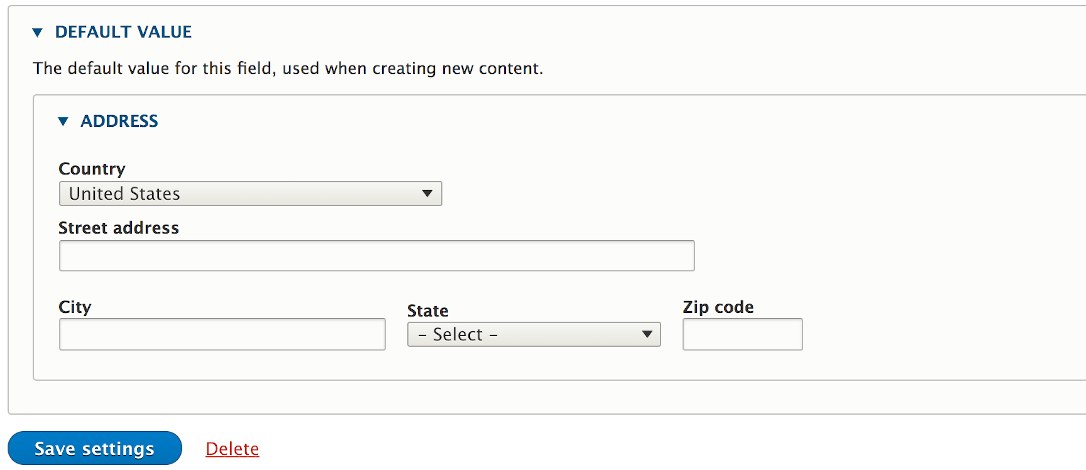 DEFAULT VALUE
The default value for this field, used when creating new content.
ADDRESS
Country
United States
Street address
City
State
Zip code
– Select –
Save settings
Delete